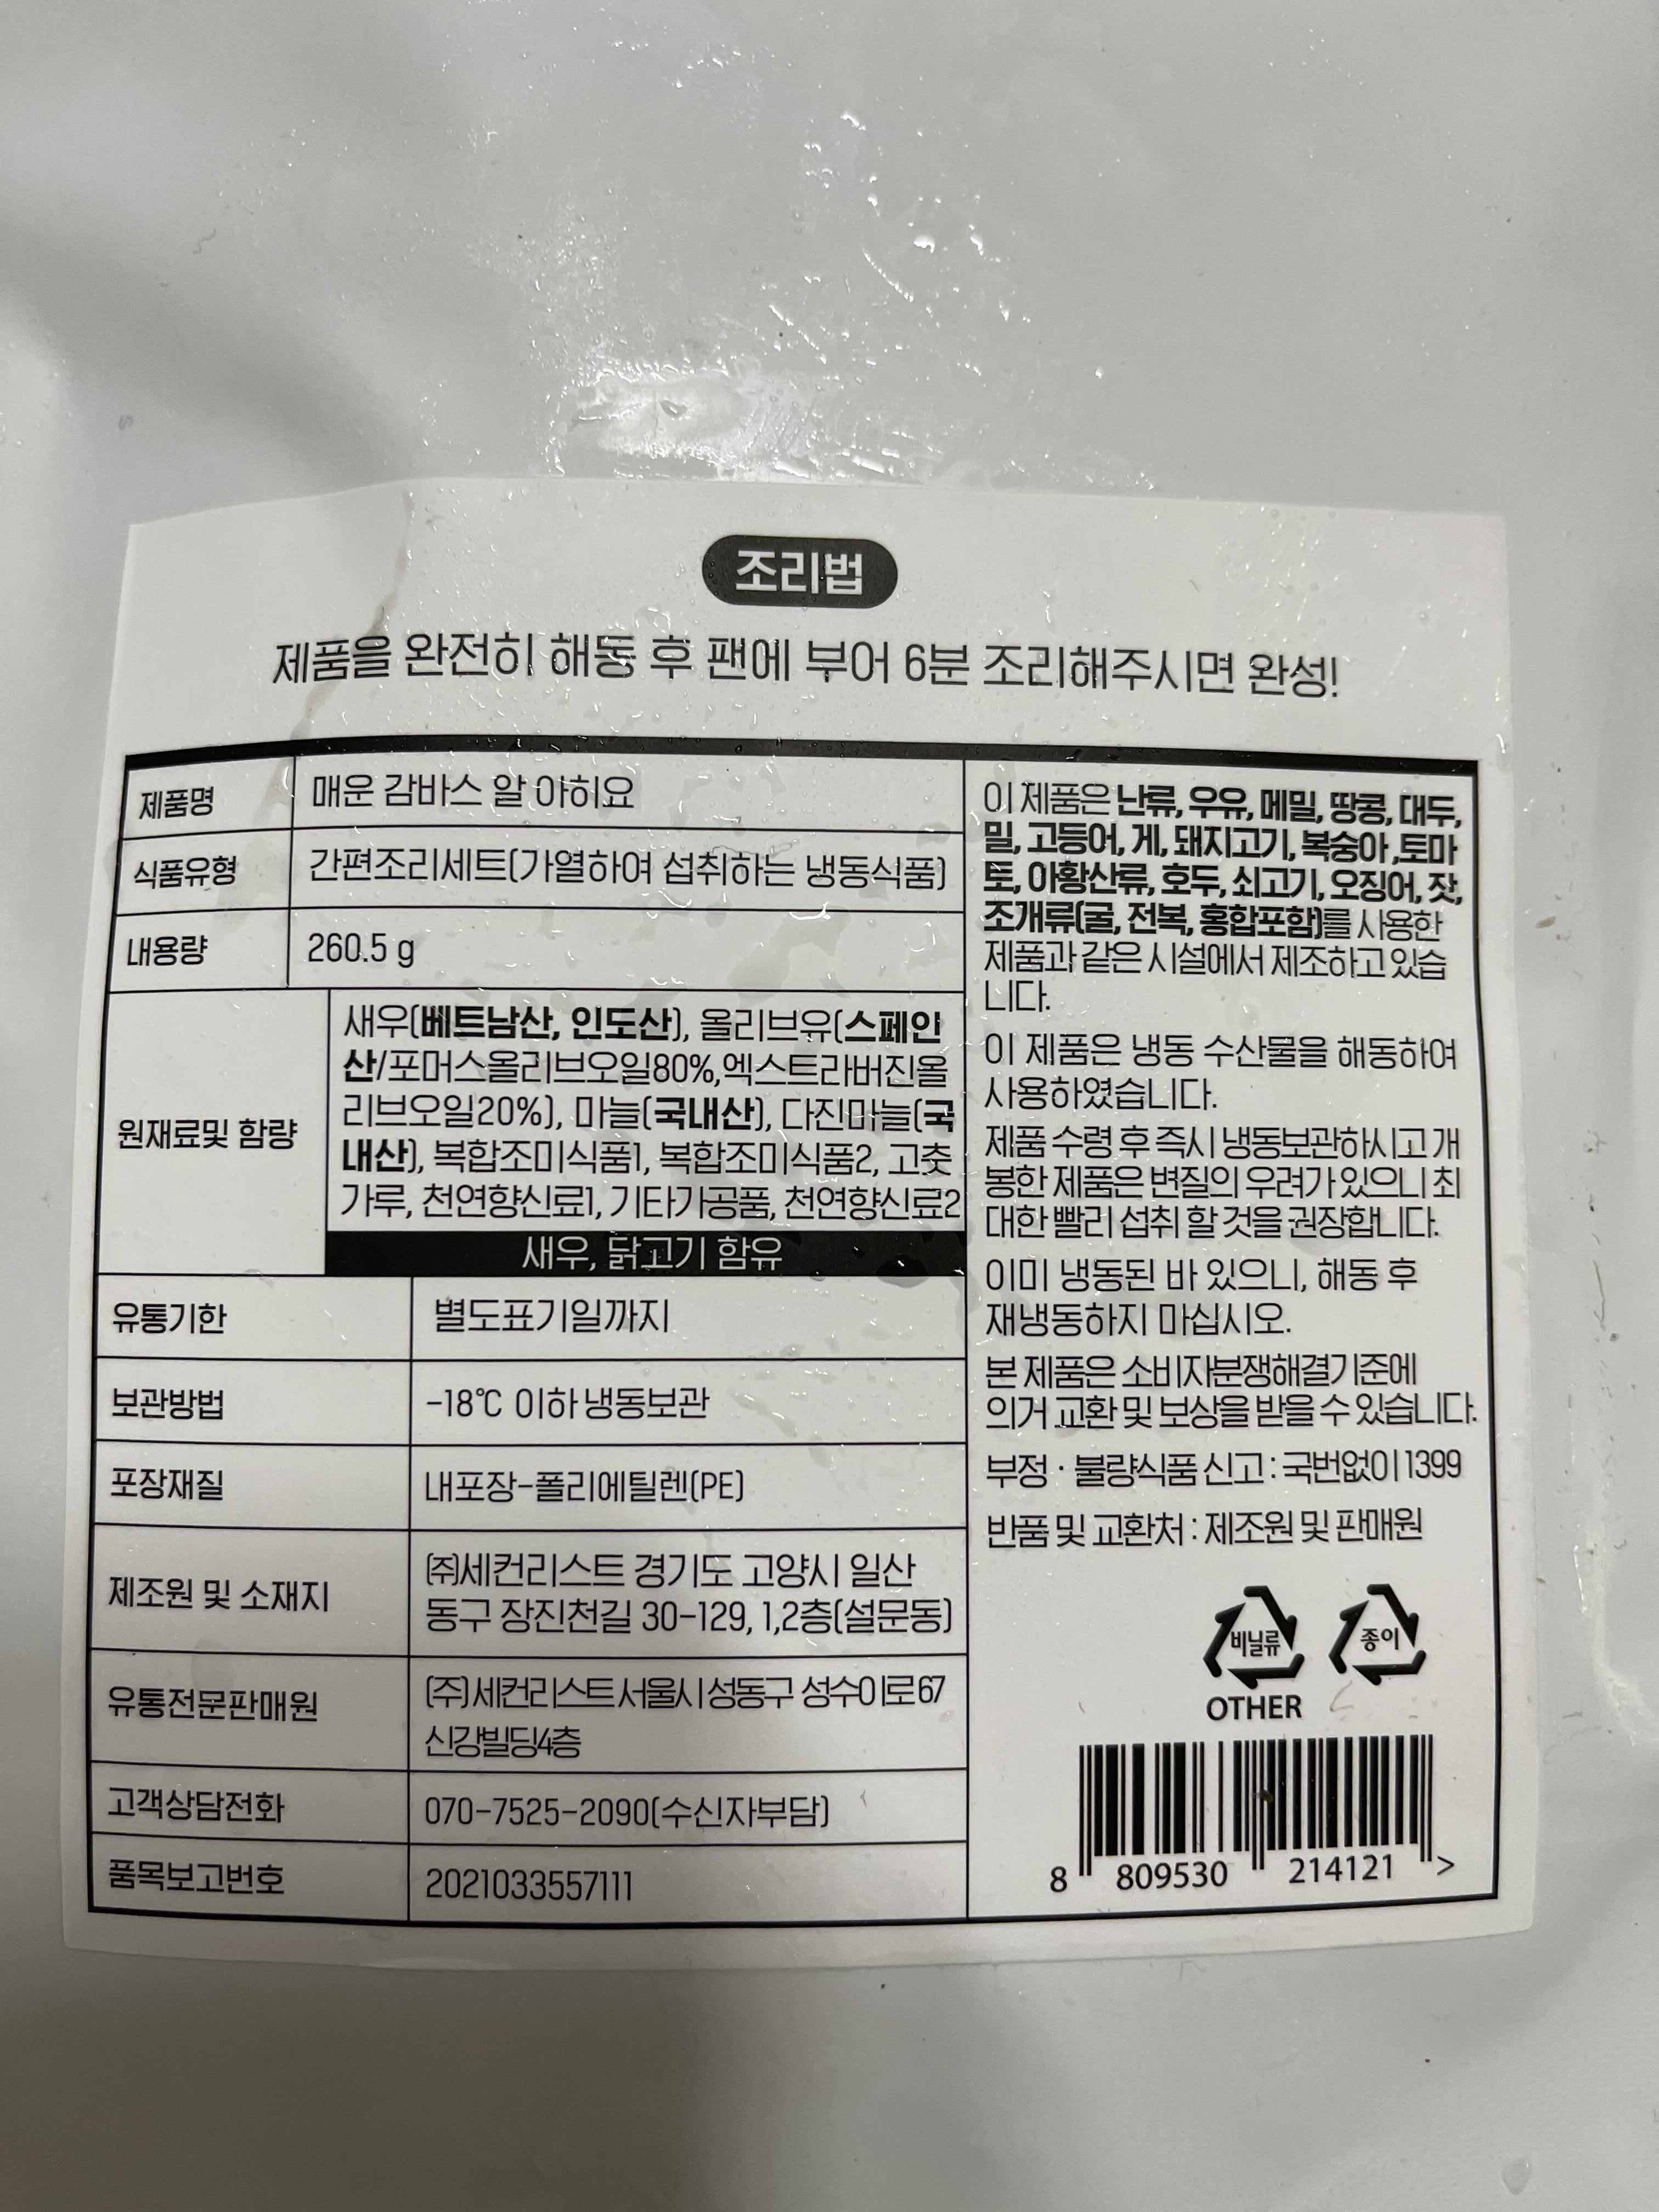 조리법
제품을 완전히 해동 후 팬에 부어 6분 조리해주시면 완성!
제품명
매운 감바스 알 아히요
식품유형
간편조리세트(가열하여 섭취하는 냉동식품)
내용량
260.5 g
원재료및 함량
새우(베트남산, 인도산), 올리브유(스페인
산/포머스올리브오일80%,엑스트라버진올
리브오일20%), 마늘(국내산), 다진마늘(국
내산), 복합조미식품1, 복합조미식품2, 고춧
가루, 천연향신료1, 기타가공품, 천연향신료2
새우, 닭고기 함유
유통기한
별도표기일까지
보관방법
-18℃ 이하 냉동보관
포장재질
내포장-폴리에틸렌(PE)
제조원 및 소재지
㈜세컨리스트 경기도 고양시 일산
동구 장진천길 30-129, 1,2층(설문동)
유통전문판매원
(주)세컨리스트 서울시 성동구 성수이로 67
신강빌딩4층
고객상담전화
070-7525-2090(수신자부담)
품목보고번호
2021033557111
이 제품은 난류, 우유, 메밀, 땅콩, 대두,
밀, 고등어, 게, 돼지고기, 복숭아 ,토마
토, 아황산류, 호두, 쇠고기, 오징어, 잣,
조개류(굴, 전복, 홍합포함)를 사용한
제품과 같은 시설에서 제조하고 있습
니다.
이 제품은 냉동 수산물을 해동하여
사용하였습니다.
제품 수령 후 즉시 냉동보관하시고 개
봉한 제품은 변질의 우려가 있으니 최
대한 빨리 섭취 할 것을 권장합니다.
이미 냉동된 바 있으니, 해동 후
재냉동하지 마십시오.
본 제품은 소비자분쟁해결기준에
의거 교환 및 보상을 받을 수 있습니다.
부정 · 불량식품 신고 : 국번없이 1399
반품 및 교환처 : 제조원 및 판매원
비닐류 종이
OTHER
8 809530 214121 >